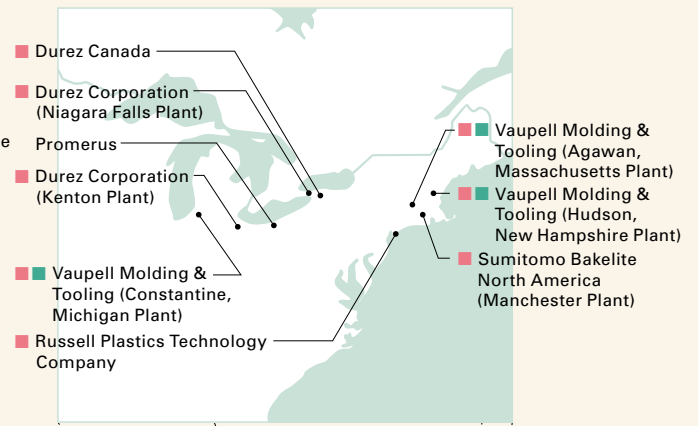 Durez Canada
Durez Corporation
(Niagara Falls Plant)
e
Promerus
Durez Corporation
(Kenton Plant)
Vaupell Molding &
Tooling (Constantine,
Michigan Plant)
Russell Plastics Technology
Company
Vaupell Molding &
Tooling (Agawan,
Massachusetts Plant)
Vaupell Molding &
Tooling (Hudson,
New Hampshire Plant)
Sumitomo Bakelite
North America
(Manchester Plant)